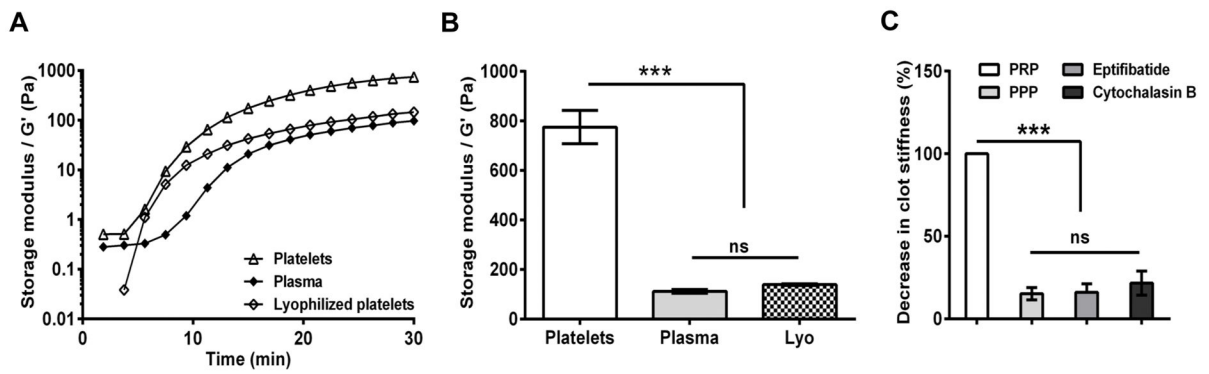 A
Storage modulus / G' (Pa)
1000
100
10
1
0.1
0.01
0
10
20
30
Time (min)
Platelets
Plasma
Lyophilized platelets
B
Storage modulus / G' (Pa)
1000
800
600
400
200
0
***
ns
Platelets
Plasma
Lyo
C
Decrease in clot stiffness (%)
150
100
50
0
PRP
PPP
Eptifibatide
Cytochalasin B
***
ns